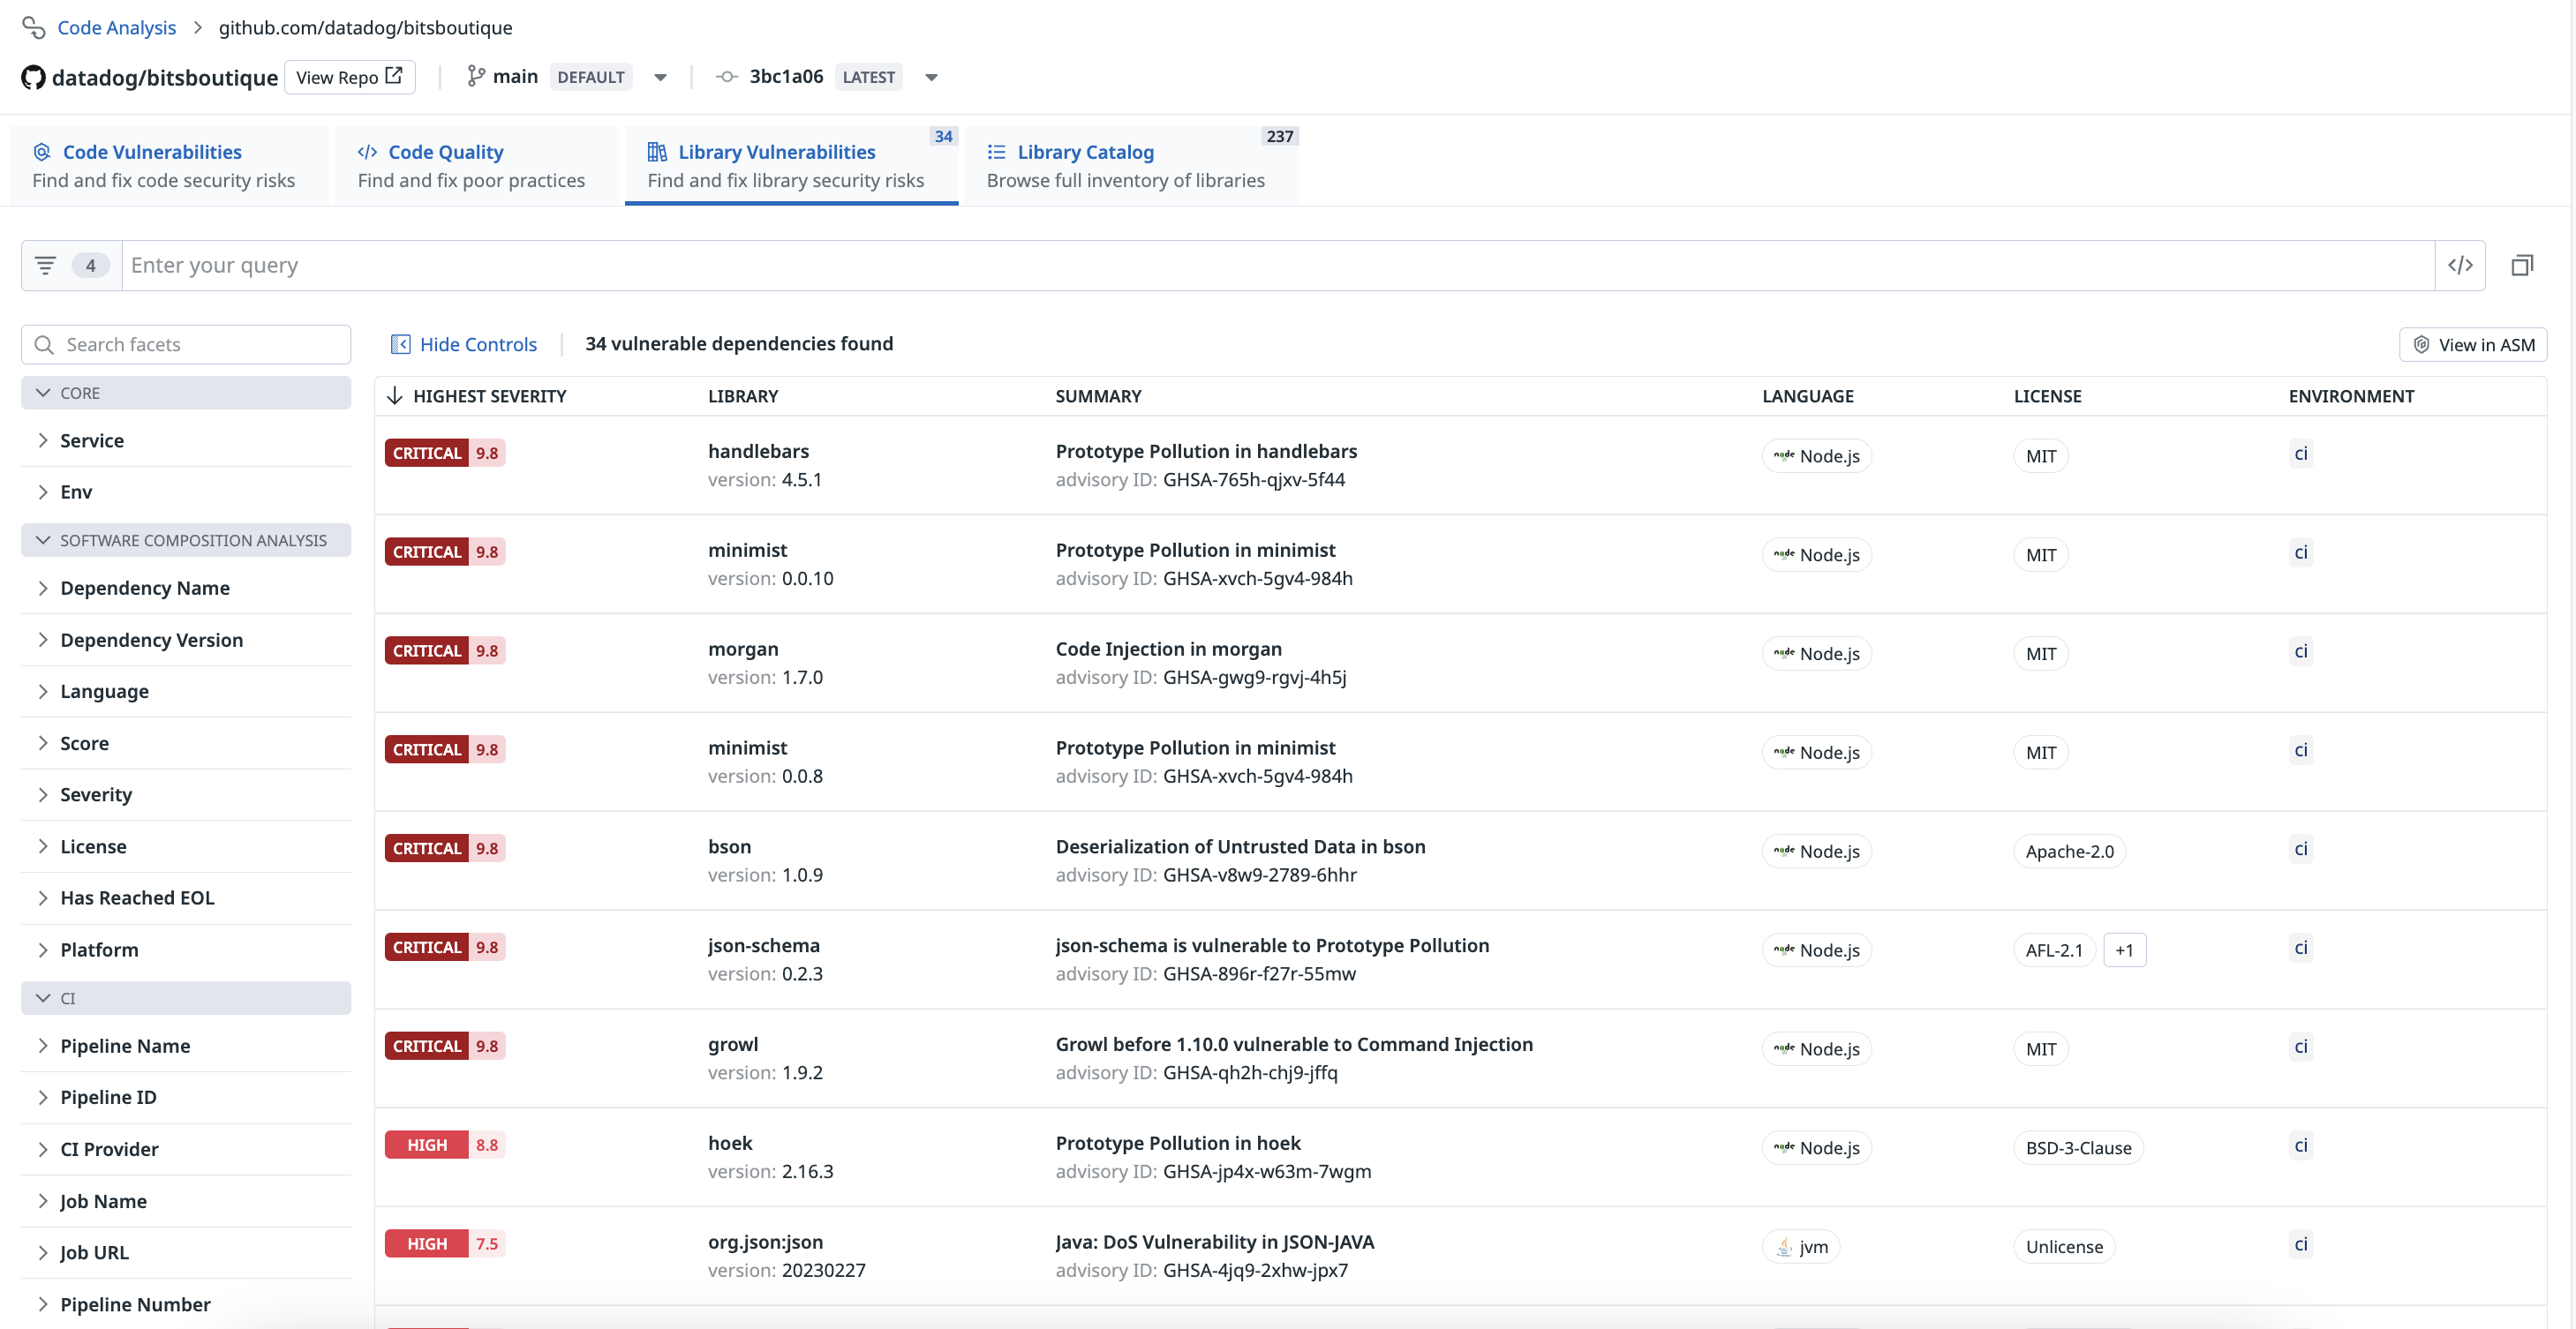 Code Analysis > github.com/datadog/bitsboutique
datadog/bitsboutique View Repo main DEFAULT 3bc1a06 LATEST
Code Vulnerabilities
Find and fix code security risks
Code Quality
Find and fix poor practices
Library Vulnerabilities 34
Find and fix library security risks
Library Catalog 237
Browse full inventory of libraries
4 Enter your query
Search facets
CORE
Service
Env
SOFTWARE COMPOSITION ANALYSIS
Dependency Name
Dependency Version
Language
Score
Severity
License
Has Reached EOL
Platform
CI
Pipeline Name
Pipeline ID
CI Provider
Job Name
Job URL
Pipeline Number
Hide Controls 34 vulnerable dependencies found View in ASM
HIGHEST SEVERITY LIBRARY SUMMARY LANGUAGE LICENSE ENVIRONMENT
CRITICAL 9.8 handlebars Prototype Pollution in handlebars Node.js MIT ci
version: 4.5.1 advisory ID: GHSA-765h-qjxv-5f44
CRITICAL 9.8 minimist Prototype Pollution in minimist Node.js MIT ci
version: 0.0.10 advisory ID: GHSA-xvch-5gv4-984h
CRITICAL 9.8 morgan Code Injection in morgan Node.js MIT ci
version: 1.7.0 advisory ID: GHSA-gwg9-rgvj-4h5j
CRITICAL 9.8 minimist Prototype Pollution in minimist Node.js MIT ci
version: 0.0.8 advisory ID: GHSA-xvch-5gv4-984h
CRITICAL 9.8 bson Deserialization of Untrusted Data in bson Node.js Apache-2.0 ci
version: 1.0.9 advisory ID: GHSA-v8w9-2789-6hhr
CRITICAL 9.8 json-schema json-schema is vulnerable to Prototype Pollution Node.js AFL-2.1 +1 ci
version: 0.2.3 advisory ID: GHSA-896r-f27r-55mw
CRITICAL 9.8 growl Growl before 1.10.0 vulnerable to Command Injection Node.js MIT ci
version: 1.9.2 advisory ID: GHSA-qh2h-chj9-jffq
HIGH 8.8 hoek Prototype Pollution in hoek Node.js BSD-3-Clause ci
version: 2.16.3 advisory ID: GHSA-jp4x-w63m-7wgm
HIGH 7.5 org.json:json Java: DoS Vulnerability in JSON-JAVA jvm Unlicense ci
version: 20230227 advisory ID: GHSA-4jq9-2xhw-jpx7